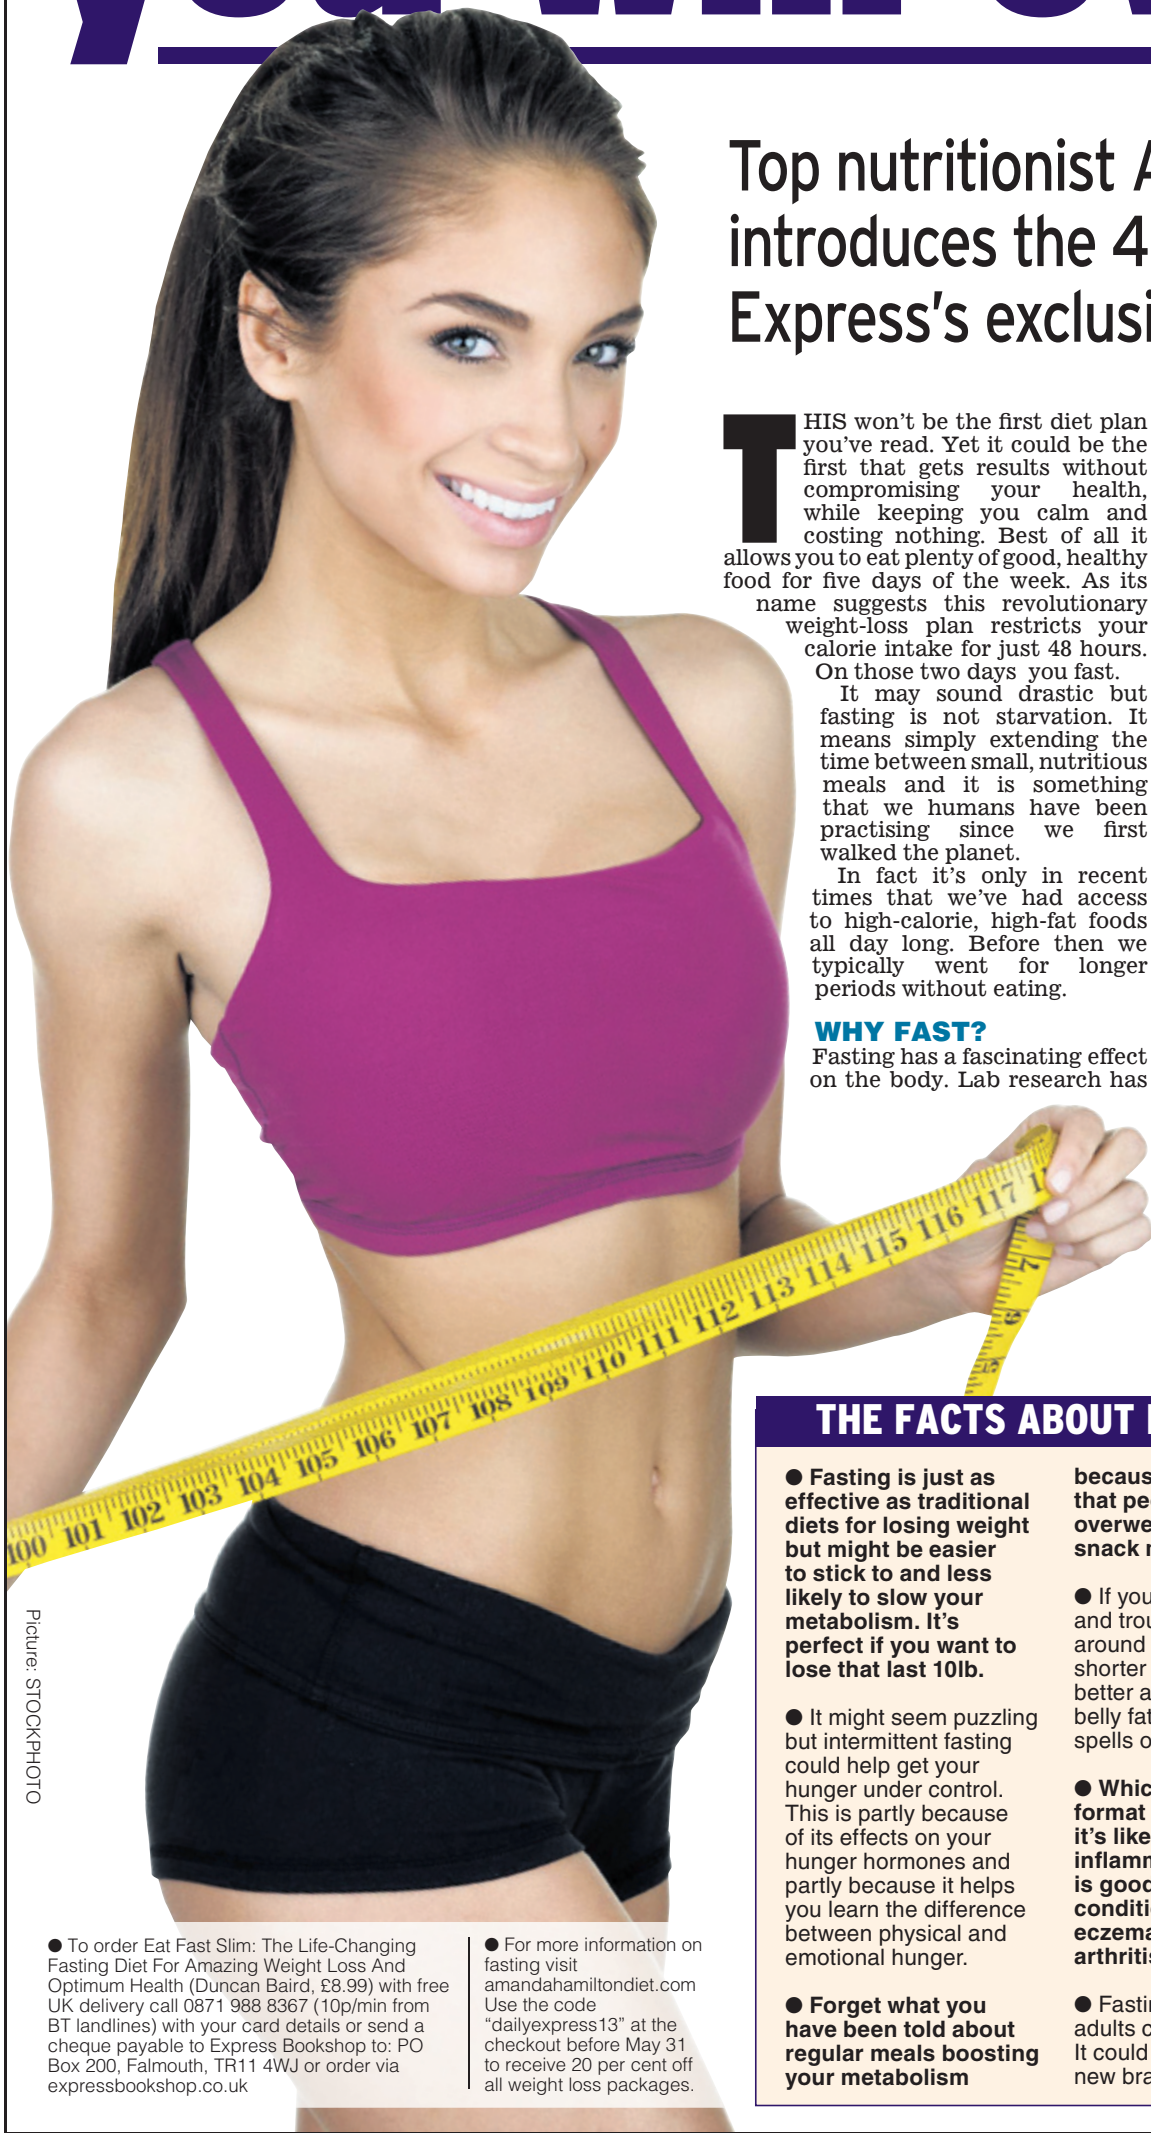 you will
Top nutritionist
introduces the 4
Express's
THIS won't be the first diet plan
you've read. Yet it could be the
first that gets results without
compromising your health,
while keeping you calm and
costing nothing. Best of all it
allows you to eat plenty of good, healthy
food for five days of the week. As its
name suggests this revolutionary
weight-loss plan restricts your
calorie intake for just 48 hours.
On those two days you fast.
It may sound drastic but
fasting is not starvation. It
means simply extending the
time between small, nutritious
meals and it is something
that we humans have been
practising since we first
walked the planet.
In fact it's only in recent
times that we've had access
to high-calorie, high-fat foods
all day long. Before then we
typically went for longer
periods without eating.
WHY FAST?
Fasting has a fascinating effect
on the body. Lab research has
100 101 102 103 104 105 106 107 108 109 110 111 112 113 114 115 116 117
7
6
THE FACTS ABOUT
● Fasting is just as
effective as traditional
diets for losing weight
but might be easier
to stick to and less
likely to slow your
metabolism. It's
perfect if you want to
lose that last 10lb.
● It might seem puzzling
but intermittent fasting
could help get your
hunger under control.
This is partly because
of its effects on your
hunger hormones and
partly because it helps
you learn the difference
between physical and
emotional hunger.
● Forget what you
have been told about
regular meals boosting
your metabolism
that
snack
● If you
and
around
shorter
better
belly
spells
●
format
it's
is
● 
adults
It could
new
Picture: STOCKPHOTO
● To order Eat Fast Slim: The Life-Changing
Fasting Diet For Amazing Weight Loss And
Optimum Health (Duncan Baird, £8.99) with free
UK delivery call 0871 988 8367 (10p/min from
BT landlines) with your card details or send a
cheque payable to Express Bookshop to: PO
Box 200, Falmouth, TR11 4WJ or order via
expressbookshop.co.uk
● For more information on
fasting visit
amandahamiltondiet.com
Use the code
"dailyexpress13" at the
checkout before May 31
to receive 20 per cent off
all weight loss packages.